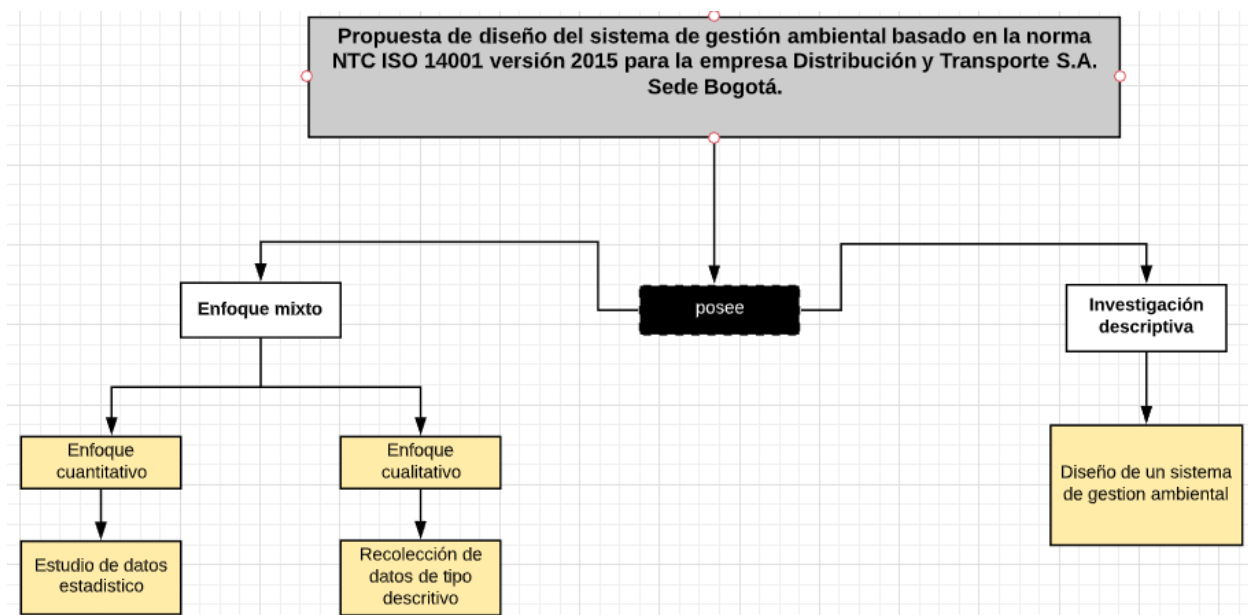 Propuesta de diseño del sistema de gestión ambiental basado en la norma
NTC ISO 14001 versión 2015 para la empresa Distribución y Transporte S.A.
Sede Bogotá.
Enfoque mixto
posee
Investigación
descriptiva
Enfoque
cuantitativo
Enfoque
cualitativo
Diseño de un sistema
de gestion ambiental
Estudio de datos
estadistico
Recolección de
datos de tipo
descritivo